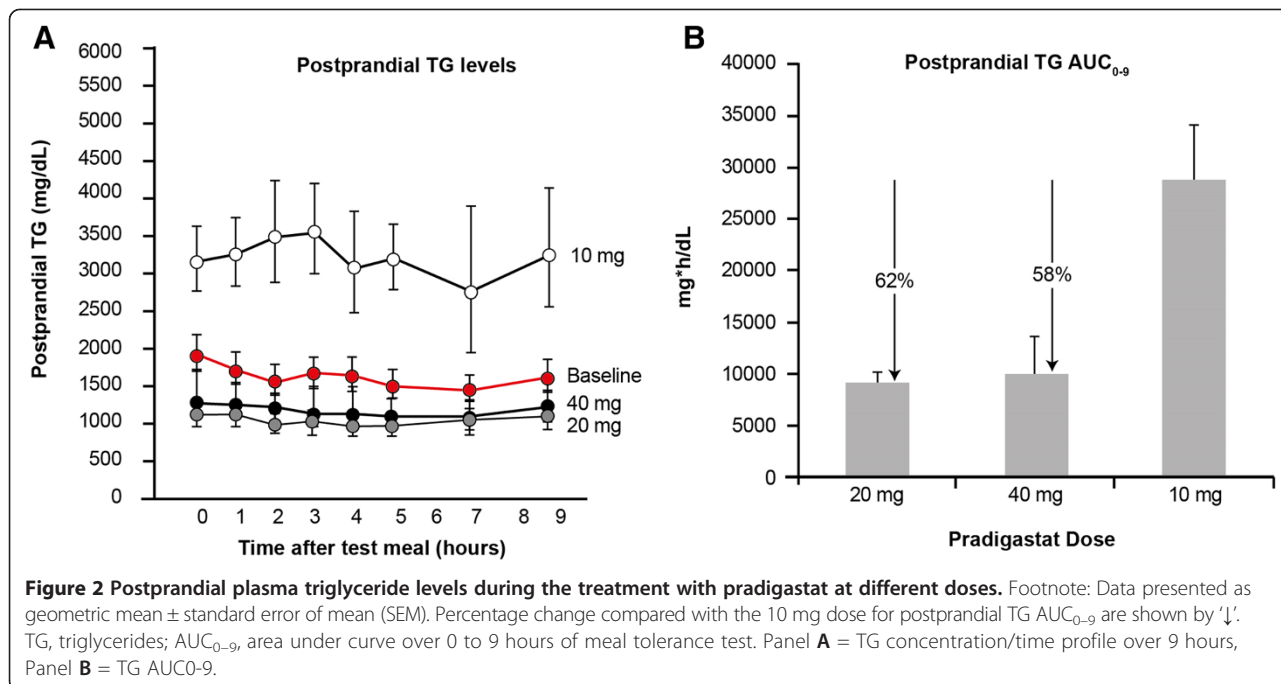 A
Postprandial TG levels
Postprandial TG (mg/dL)
6000
5500
5000
4500
4000
3500
3000
2500
2000
1500
1000
500
0
10 mg
Baseline
40 mg
20 mg
0 1 2 3 4 5 6 7 8 9
Time after test meal (hours)
B
Postprandial TG AUC0-9
mg*h/dL
40000
35000
30000
25000
20000
15000
10000
5000
0
62%
58%
20 mg 40 mg 10 mg
Pradigastat Dose
Figure 2 Postprandial plasma triglyceride levels during the treatment with pradigastat at different doses. Footnote: Data presented as
geometric mean ± standard error of mean (SEM). Percentage change compared with the 10 mg dose for postprandial TG AUC0–9 are shown by ‘↓’.
TG, triglycerides; AUC0–9, area under curve over 0 to 9 hours of meal tolerance test. Panel A = TG concentration/time profile over 9 hours,
Panel B = TG AUC0-9.